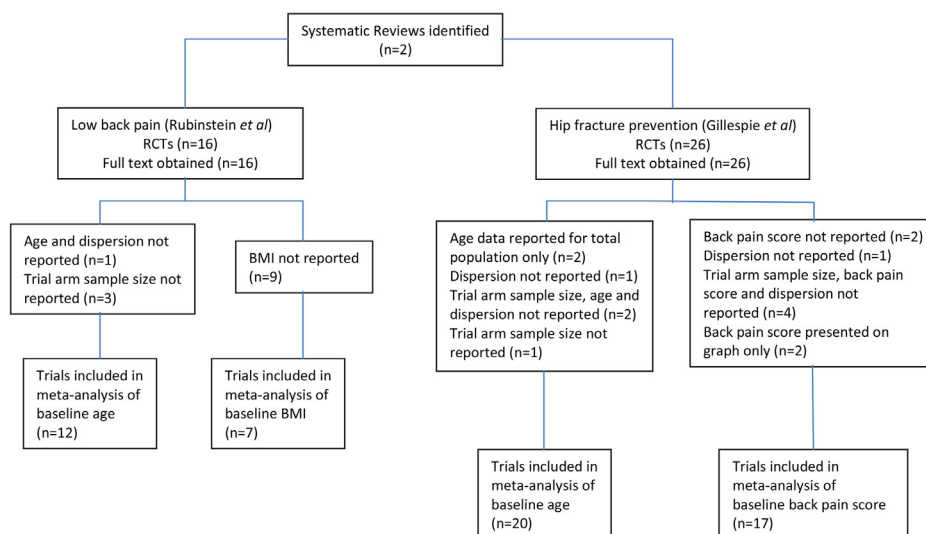 Systematic Reviews identified
(n=2)
Low back pain (Rubinstein et al)
RCTs (n=16)
Full text obtained (n=16)
Hip fracture prevention (Gillespie et al)
RCTs (n=26)
Full text obtained (n=26)
Age and dispersion not
reported (n=1)
Trial arm sample size not
reported (n=3)
BMI not reported
(n=9)
Age data reported for total
population only (n=2)
Dispersion not reported (n=1)
Trial arm sample size, age and
dispersion not reported (n=2)
Trial arm sample size not
reported (n=1)
Back pain score not reported (n=2)
Dispersion not reported (n=1)
Trial arm sample size, back pain
score and dispersion not
reported (n=4)
Back pain score presented on
graph only (n=2)
Trials included in
meta-analysis of
baseline age
(n=12)
Trials included in
meta-analysis of
baseline BMI
(n=7)
Trials included in
meta-analysis of
baseline age
(n=20)
Trials included in
meta-analysis of
baseline back pain score
(n=17)